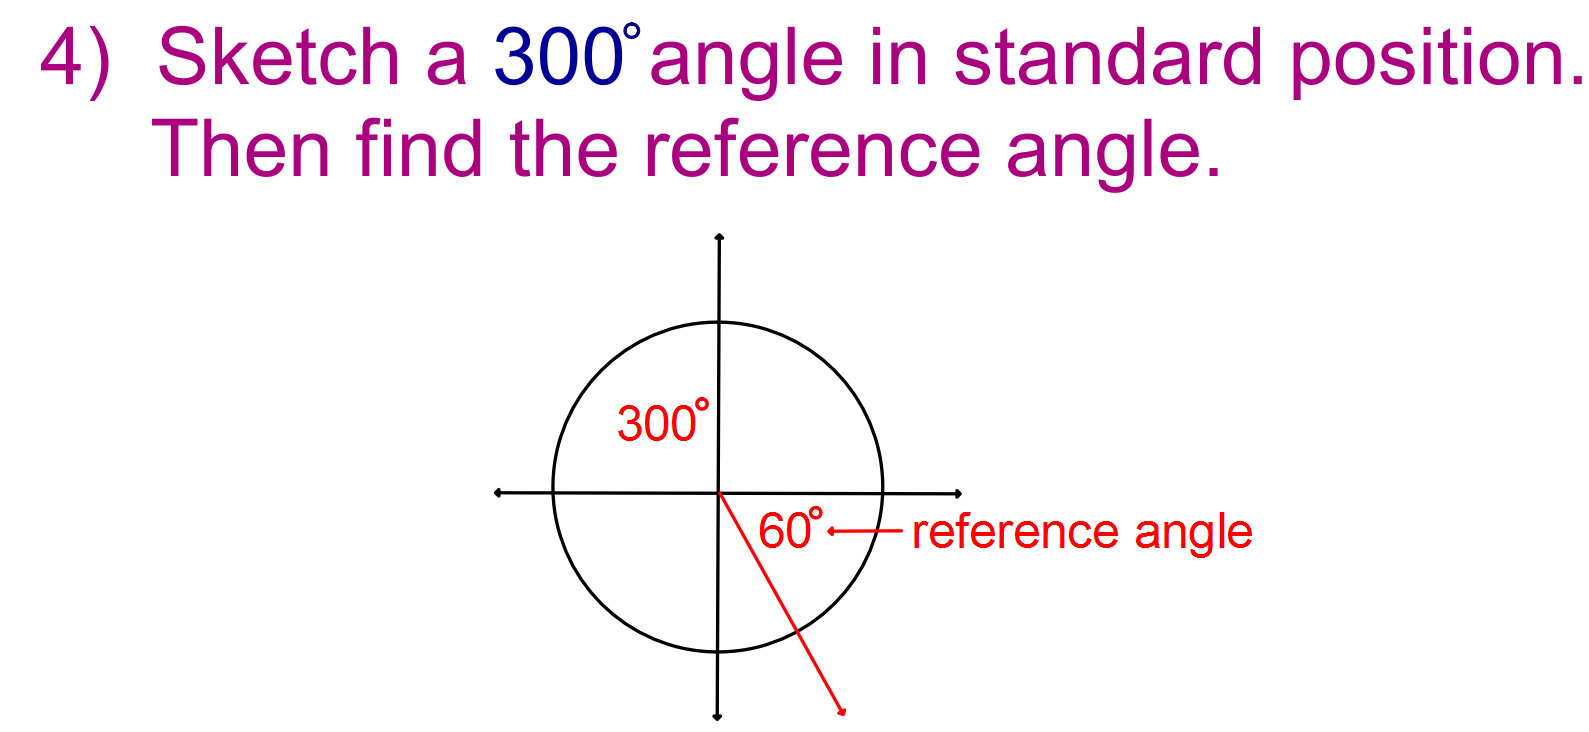 4) Sketch a 300° angle in standard position.
Then find the reference angle.
300°
60° reference angle